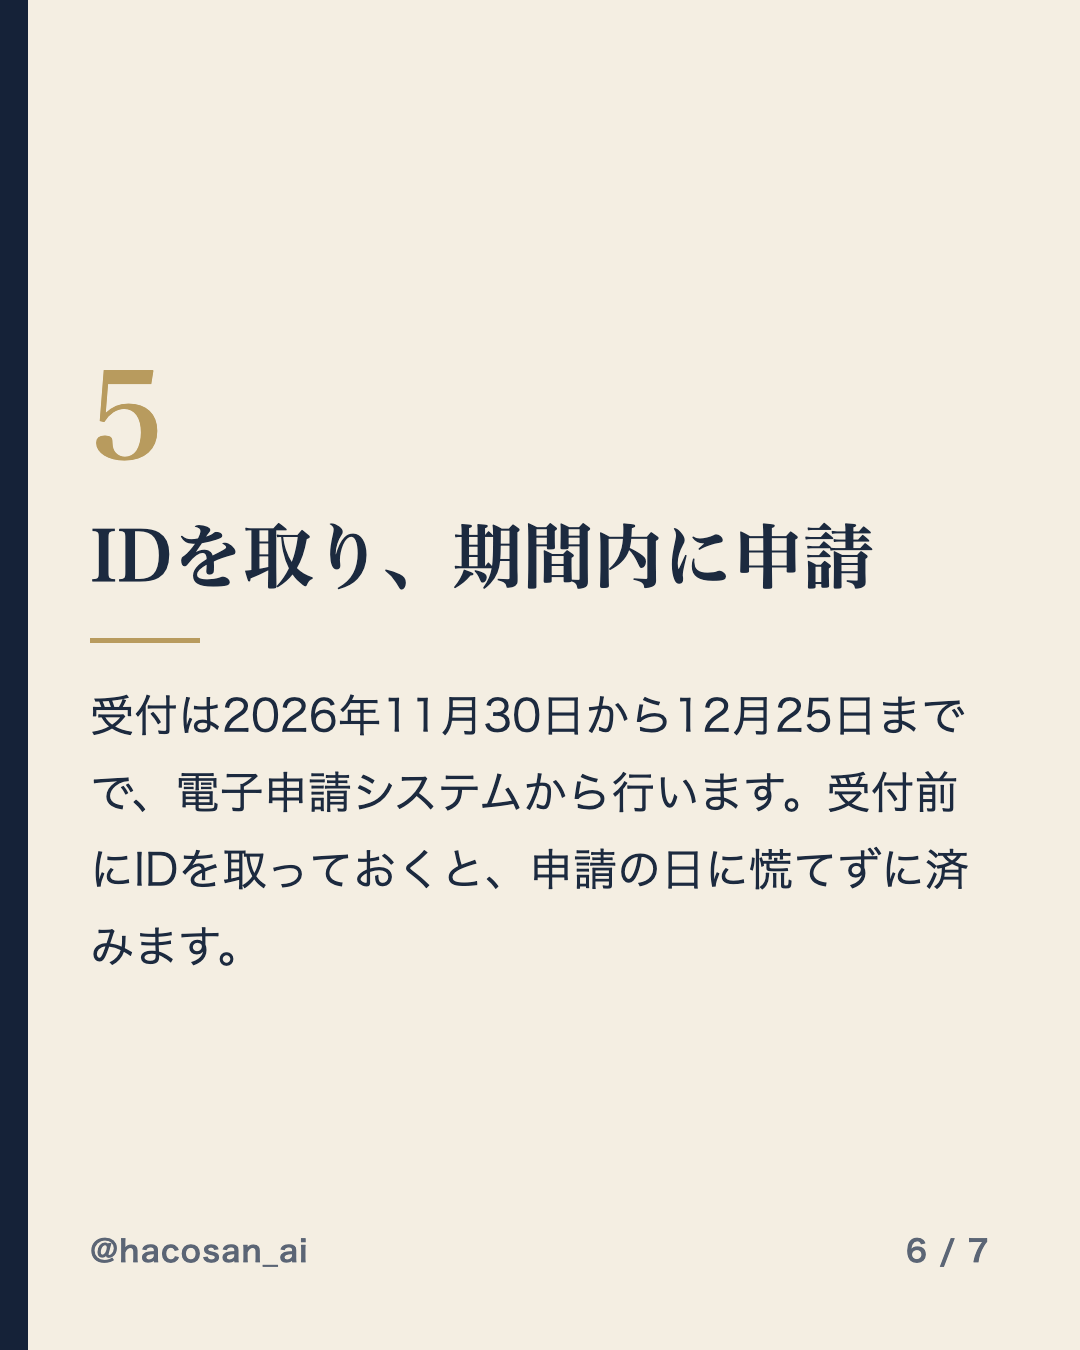 5
IDを取り、期間内に申請
受付は2026年11月30日から12月25日まで
で、電子申請システムから行います。受付前
にIDを取っておくと、申請の日に慌てずに済
みます。
@hacosan_ai
6 / 7